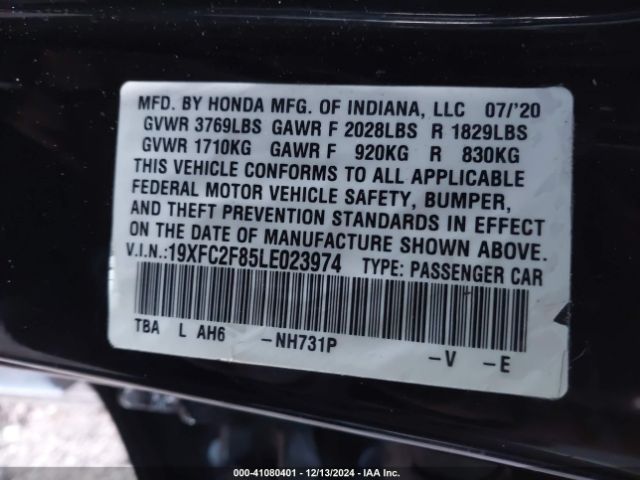 MFD. BY HONDA MFG. OF INDIANA, LLC 07/'20
GVWR 3769LBS GAWR F 2028LBS R 1829LBS
GVWR 1710KG GAWR F 920KG R 830KG
THIS VEHICLE CONFORMS TO ALL APPLICABLE
FEDERAL MOTOR VEHICLE SAFETY, BUMPER,
AND THEFT PREVENTION STANDARDS IN EFFECT
ON THE DATE OF MANUFACTURE SHOWN ABOVE.
V.I.N.:19XFC2F85LE023974 TYPE: PASSENGER CAR
TBA L AH6 –NH731P –V –E
000-41080401 - 12/13/2024 - IAA Inc.